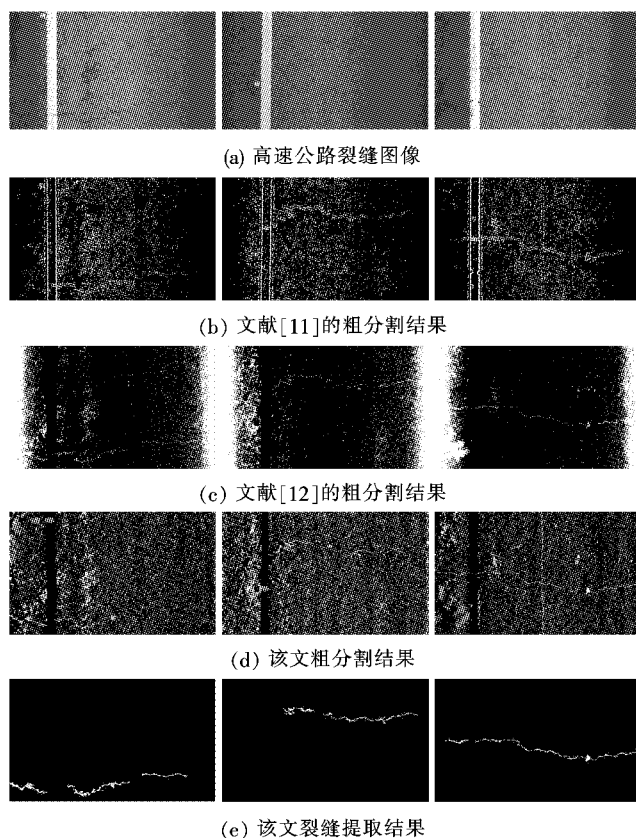 (a) 高速公路裂缝图像
(b) 文献[11]的粗分割结果
(c) 文献[12]的粗分割结果
(d) 该文粗分割结果
(e) 该文裂缝提取结果